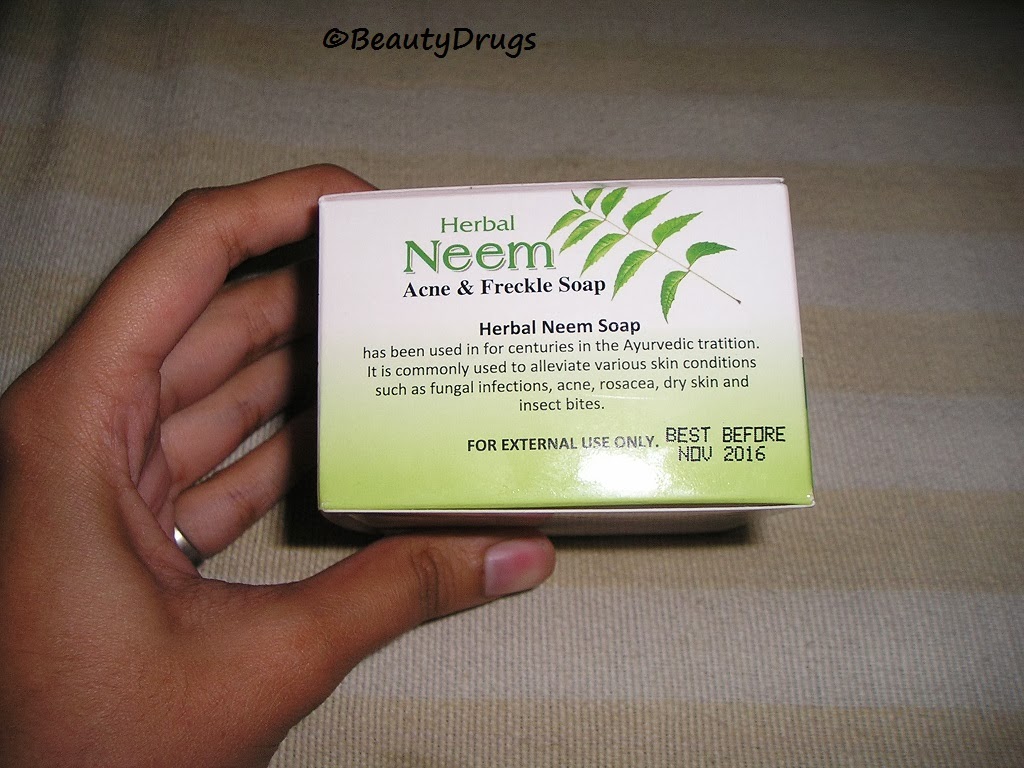 ©BeautyDrugs
Herbal
Neem
Acne & Freckle Soap
Herbal Neem Soap
has been used in for centuries in the Ayurvedic tratition.
It is commonly used to alleviate various skin conditions
such as fungal infections, acne, rosacea, dry skin and
insect bites.
FOR EXTERNAL USE ONLY. BEST BEFORE
NOV 2016